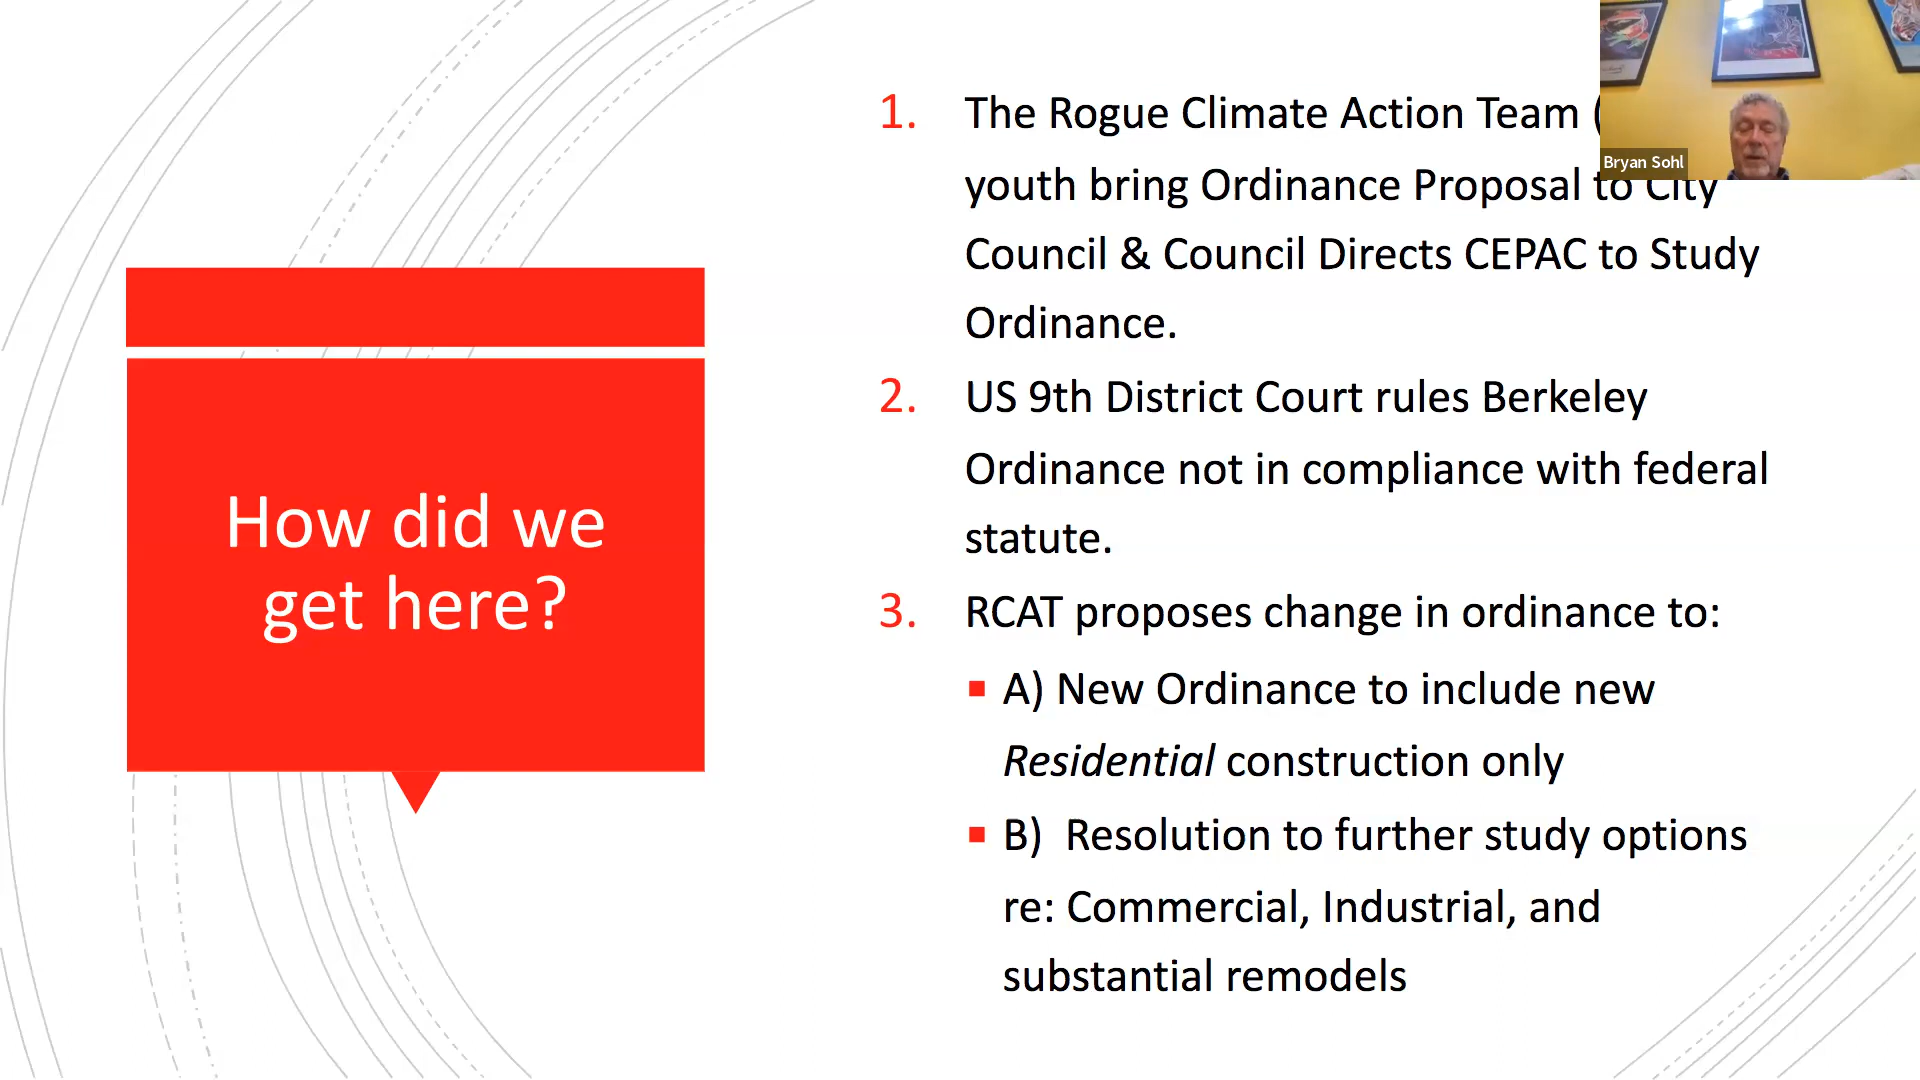 How did we
get here?
1. The Rogue Climate Action Team (
youth bring Ordinance Proposal to City
Council & Council Directs CEPAC to Study
Ordinance.
2. US 9th District Court rules Berkeley
Ordinance not in compliance with federal
statute.
3. RCAT proposes change in ordinance to:
▪ A) New Ordinance to include new
Residential construction only
▪ B) Resolution to further study options
re: Commercial, Industrial, and
substantial remodels
Bryan Sohl